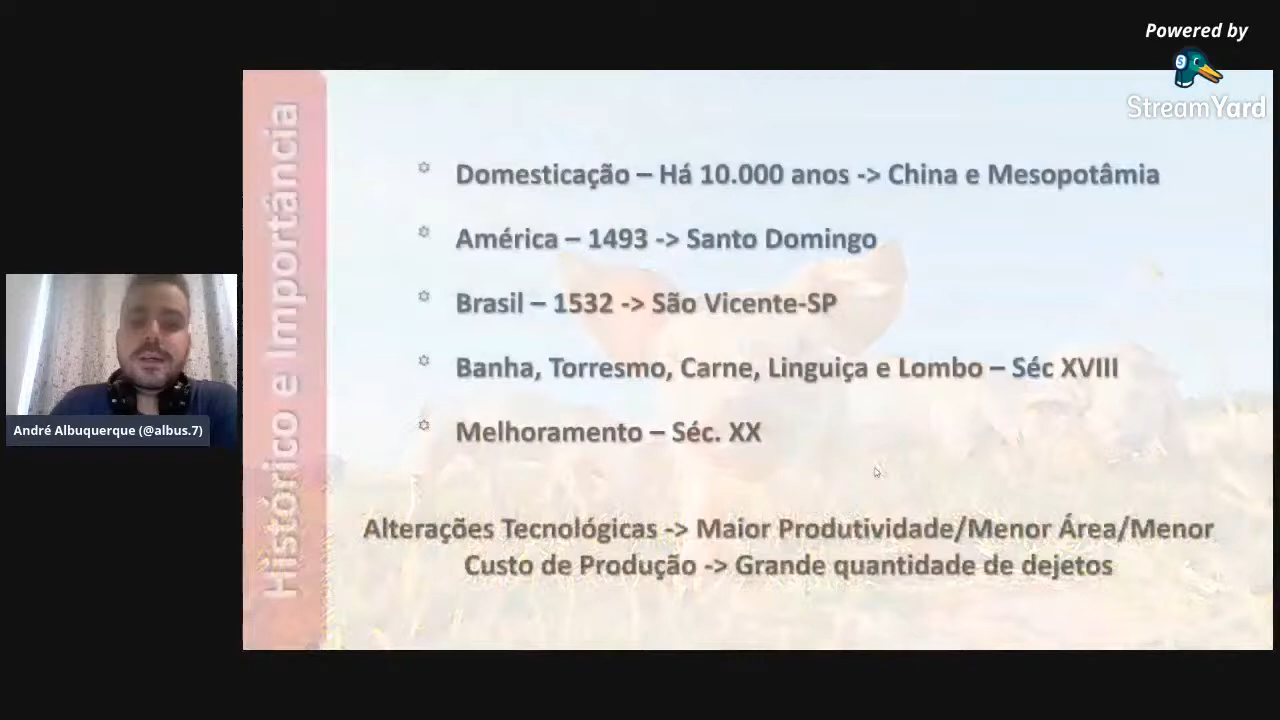 Powered by
StreamYard
Histórico e Importância
Domesticação – Há 10.000 anos -> China e Mesopotâmia
América – 1493 -> Santo Domingo
Brasil – 1532 -> São Vicente-SP
Banha, Torresmo, Carne, Linguiça e Lombo – Séc XVIII
Melhoramento – Séc. XX
Alterações Tecnológicas -> Maior Produtividade/Menor Área/Menor
Custo de Produção -> Grande quantidade de dejetos
André Albuquerque (@albus.7)